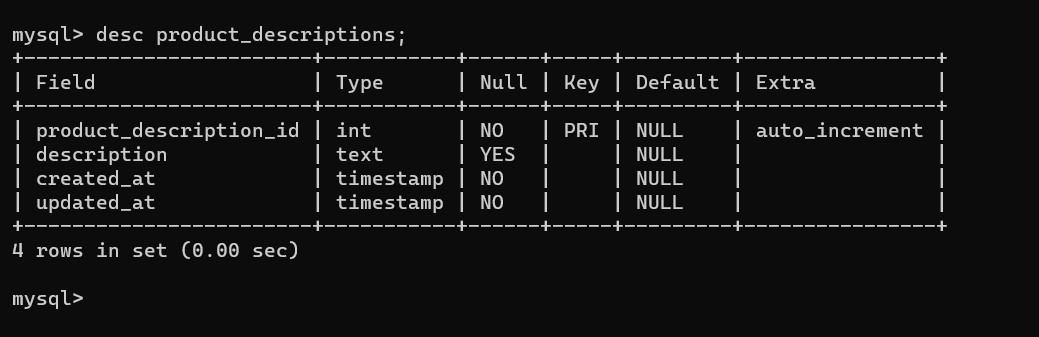 mysql> desc product_descriptions;
+------------------------+-----------+------+-----+---------+----------------+
| Field                  | Type      | Null | Key | Default | Extra          |
+------------------------+-----------+------+-----+---------+----------------+
| product_description_id | int       | NO   | PRI | NULL    | auto_increment |
| description            | text      | YES  |     | NULL    |                |
| created_at             | timestamp | NO   |     | NULL    |                |
| updated_at             | timestamp | NO   |     | NULL    |                |
+------------------------+-----------+------+-----+---------+----------------+
4 rows in set (0.00 sec)
mysql>